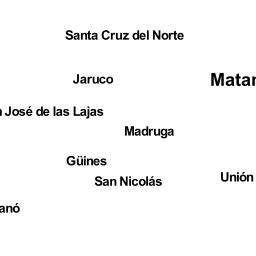 Santa Cruz del Norte
Jaruco
Matan
José de las Lajas
Madruga
Güines
San Nicolás
Unión
anó